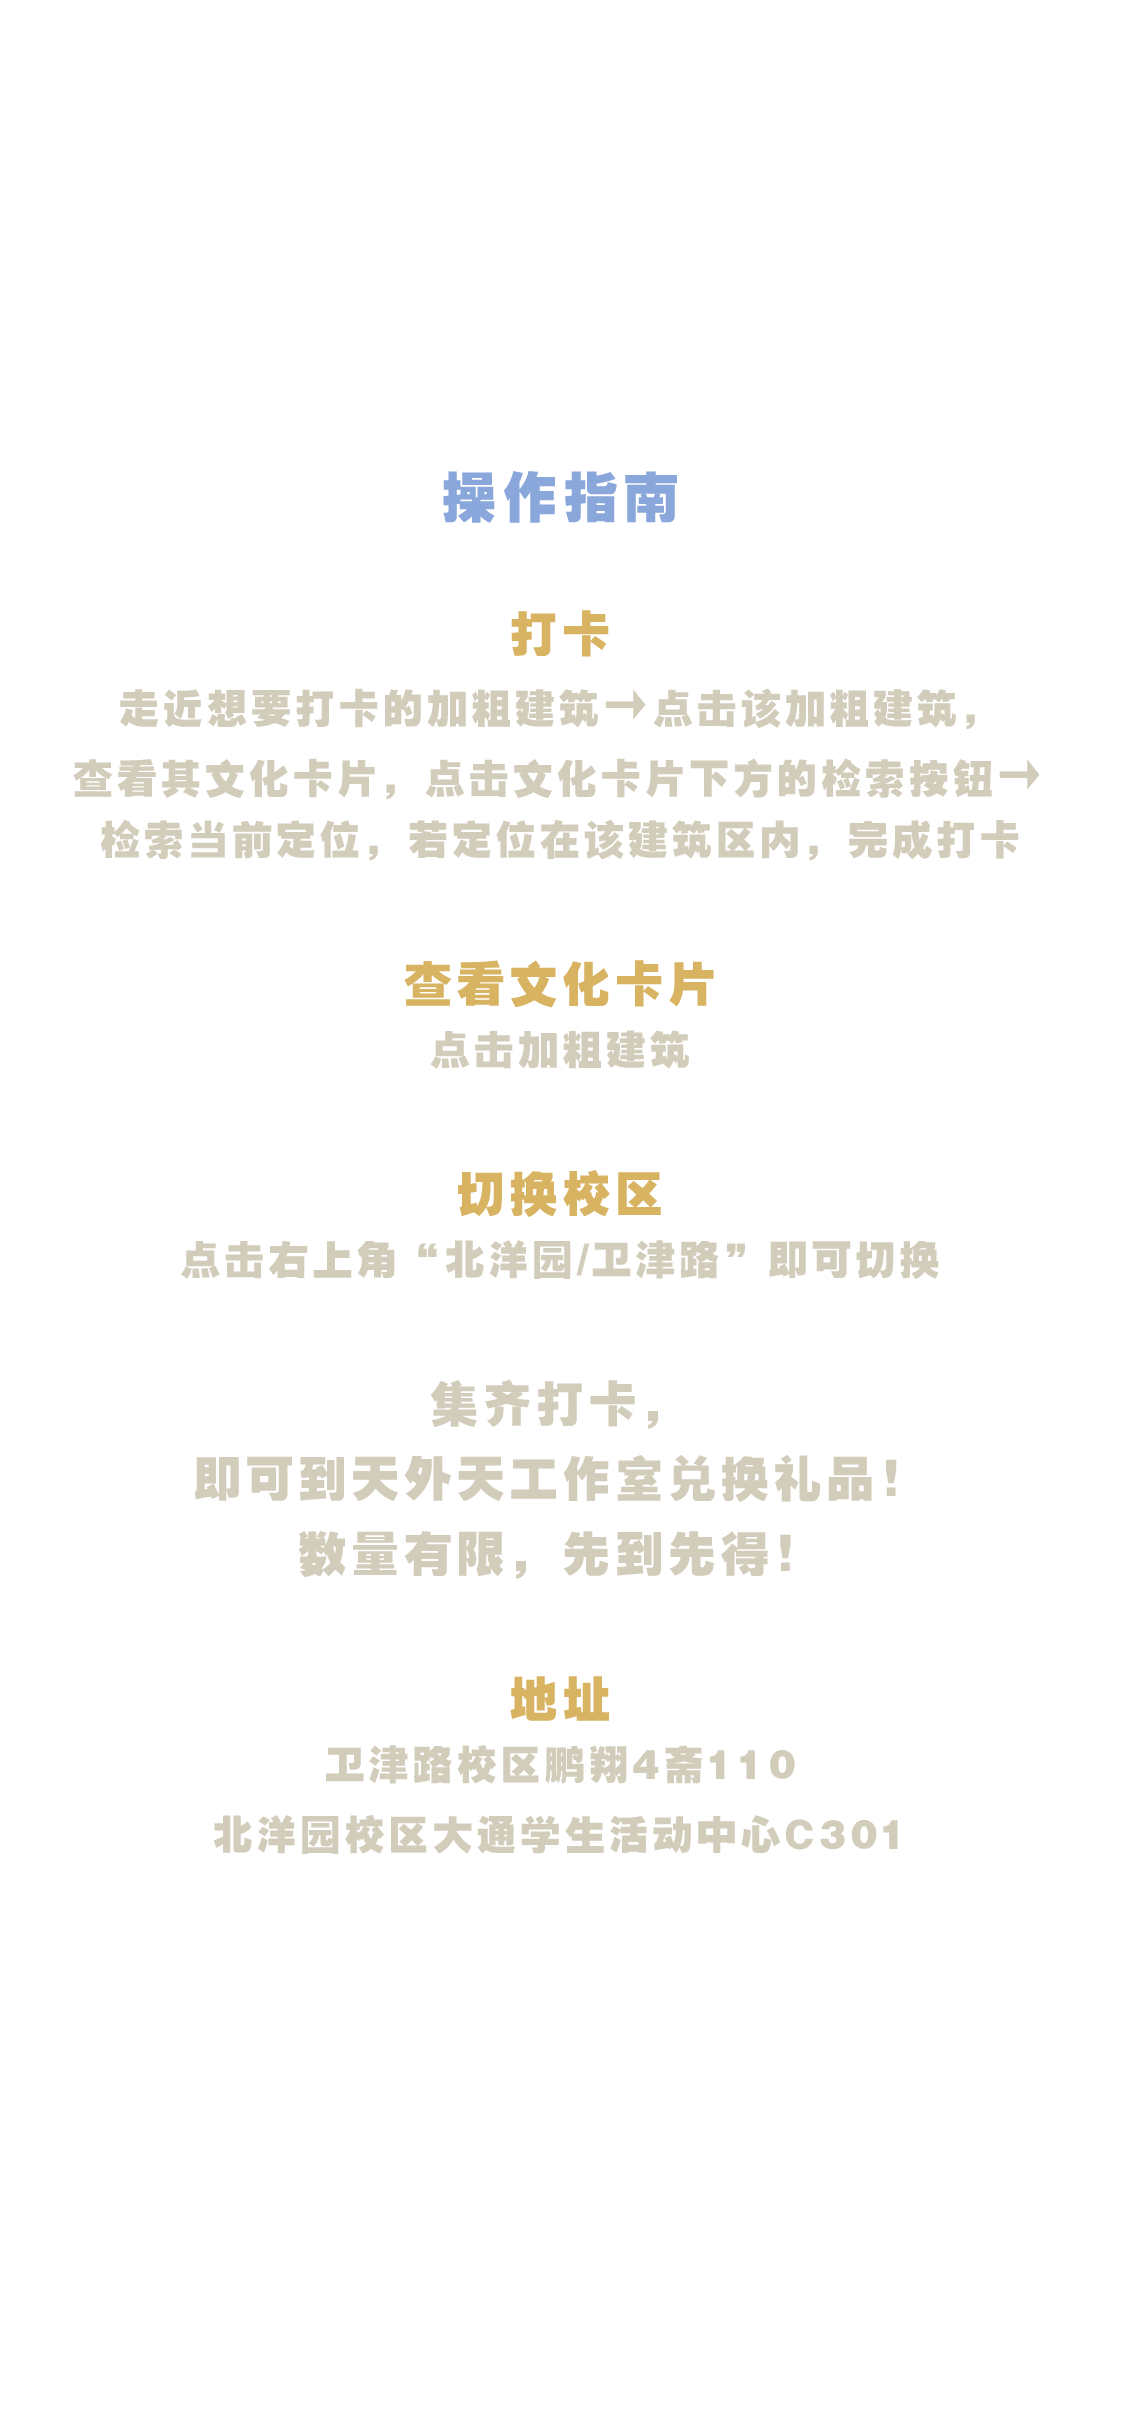 操作指南
打卡
走近想要打卡的加粗建筑→点击该加粗建筑，
查看其文化卡片，点击文化卡片下方的检索按钮→
检索当前定位，若定位在该建筑区内，完成打卡
查看文化卡片
点击加粗建筑
切换校区
点击右上角“北洋园/卫津路”即可切换
集齐打卡，
即可到天外天工作室兑换礼品！
数量有限，先到先得！
地址
卫津路校区鹏翔4斋110
北洋园校区大通学生活动中心C301